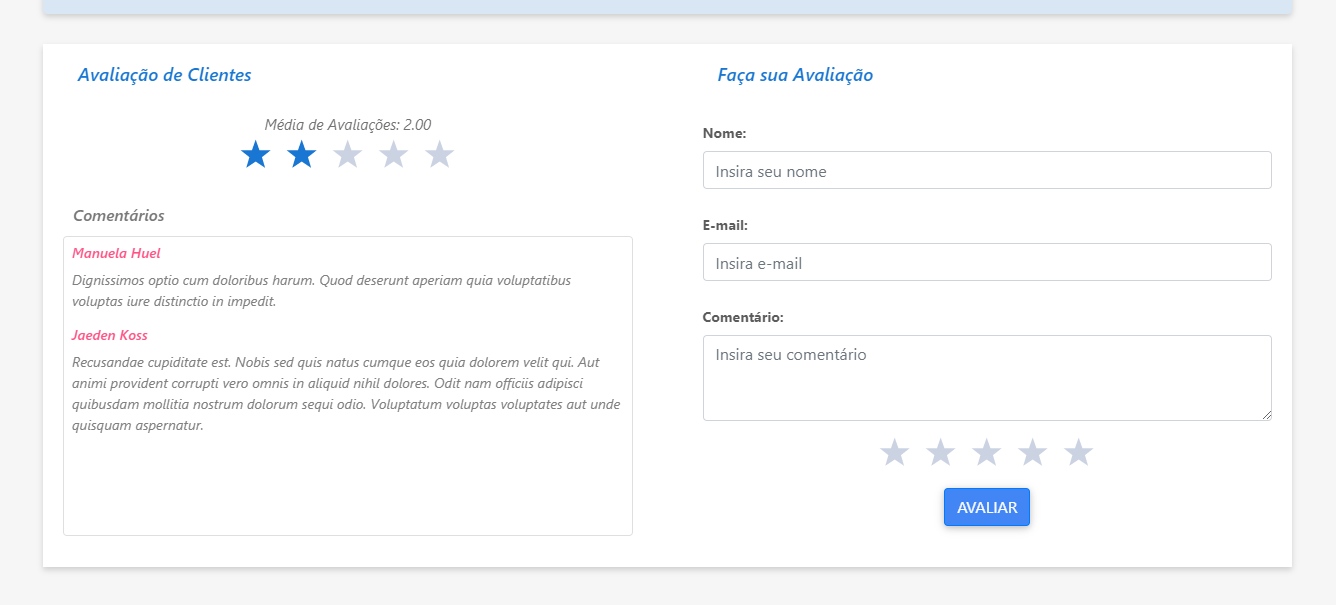 Avaliação de Clientes
Média de Avaliações: 2.00
Comentários
Manuela Huel
Dignissimos optio cum doloribus harum. Quod deserunt aperiam quia voluptatibus
voluptas iure distinctio in impedit.
Jaeden Koss
Recusandae cupiditate est. Nobis sed quis natus cumque eos quia dolorem velit qui. Aut
animi provident corrupti vero omnis in aliquid nihil dolores. Odit nam officiis adipisci
quibusdam mollitia nostrum dolorum sequi odio. Voluptatum voluptas voluptates aut unde
quisquam aspernatur.
Faça sua Avaliação
Nome:
Insira seu nome
E-mail:
Insira e-mail
Comentário:
Insira seu comentário
AVALIAR